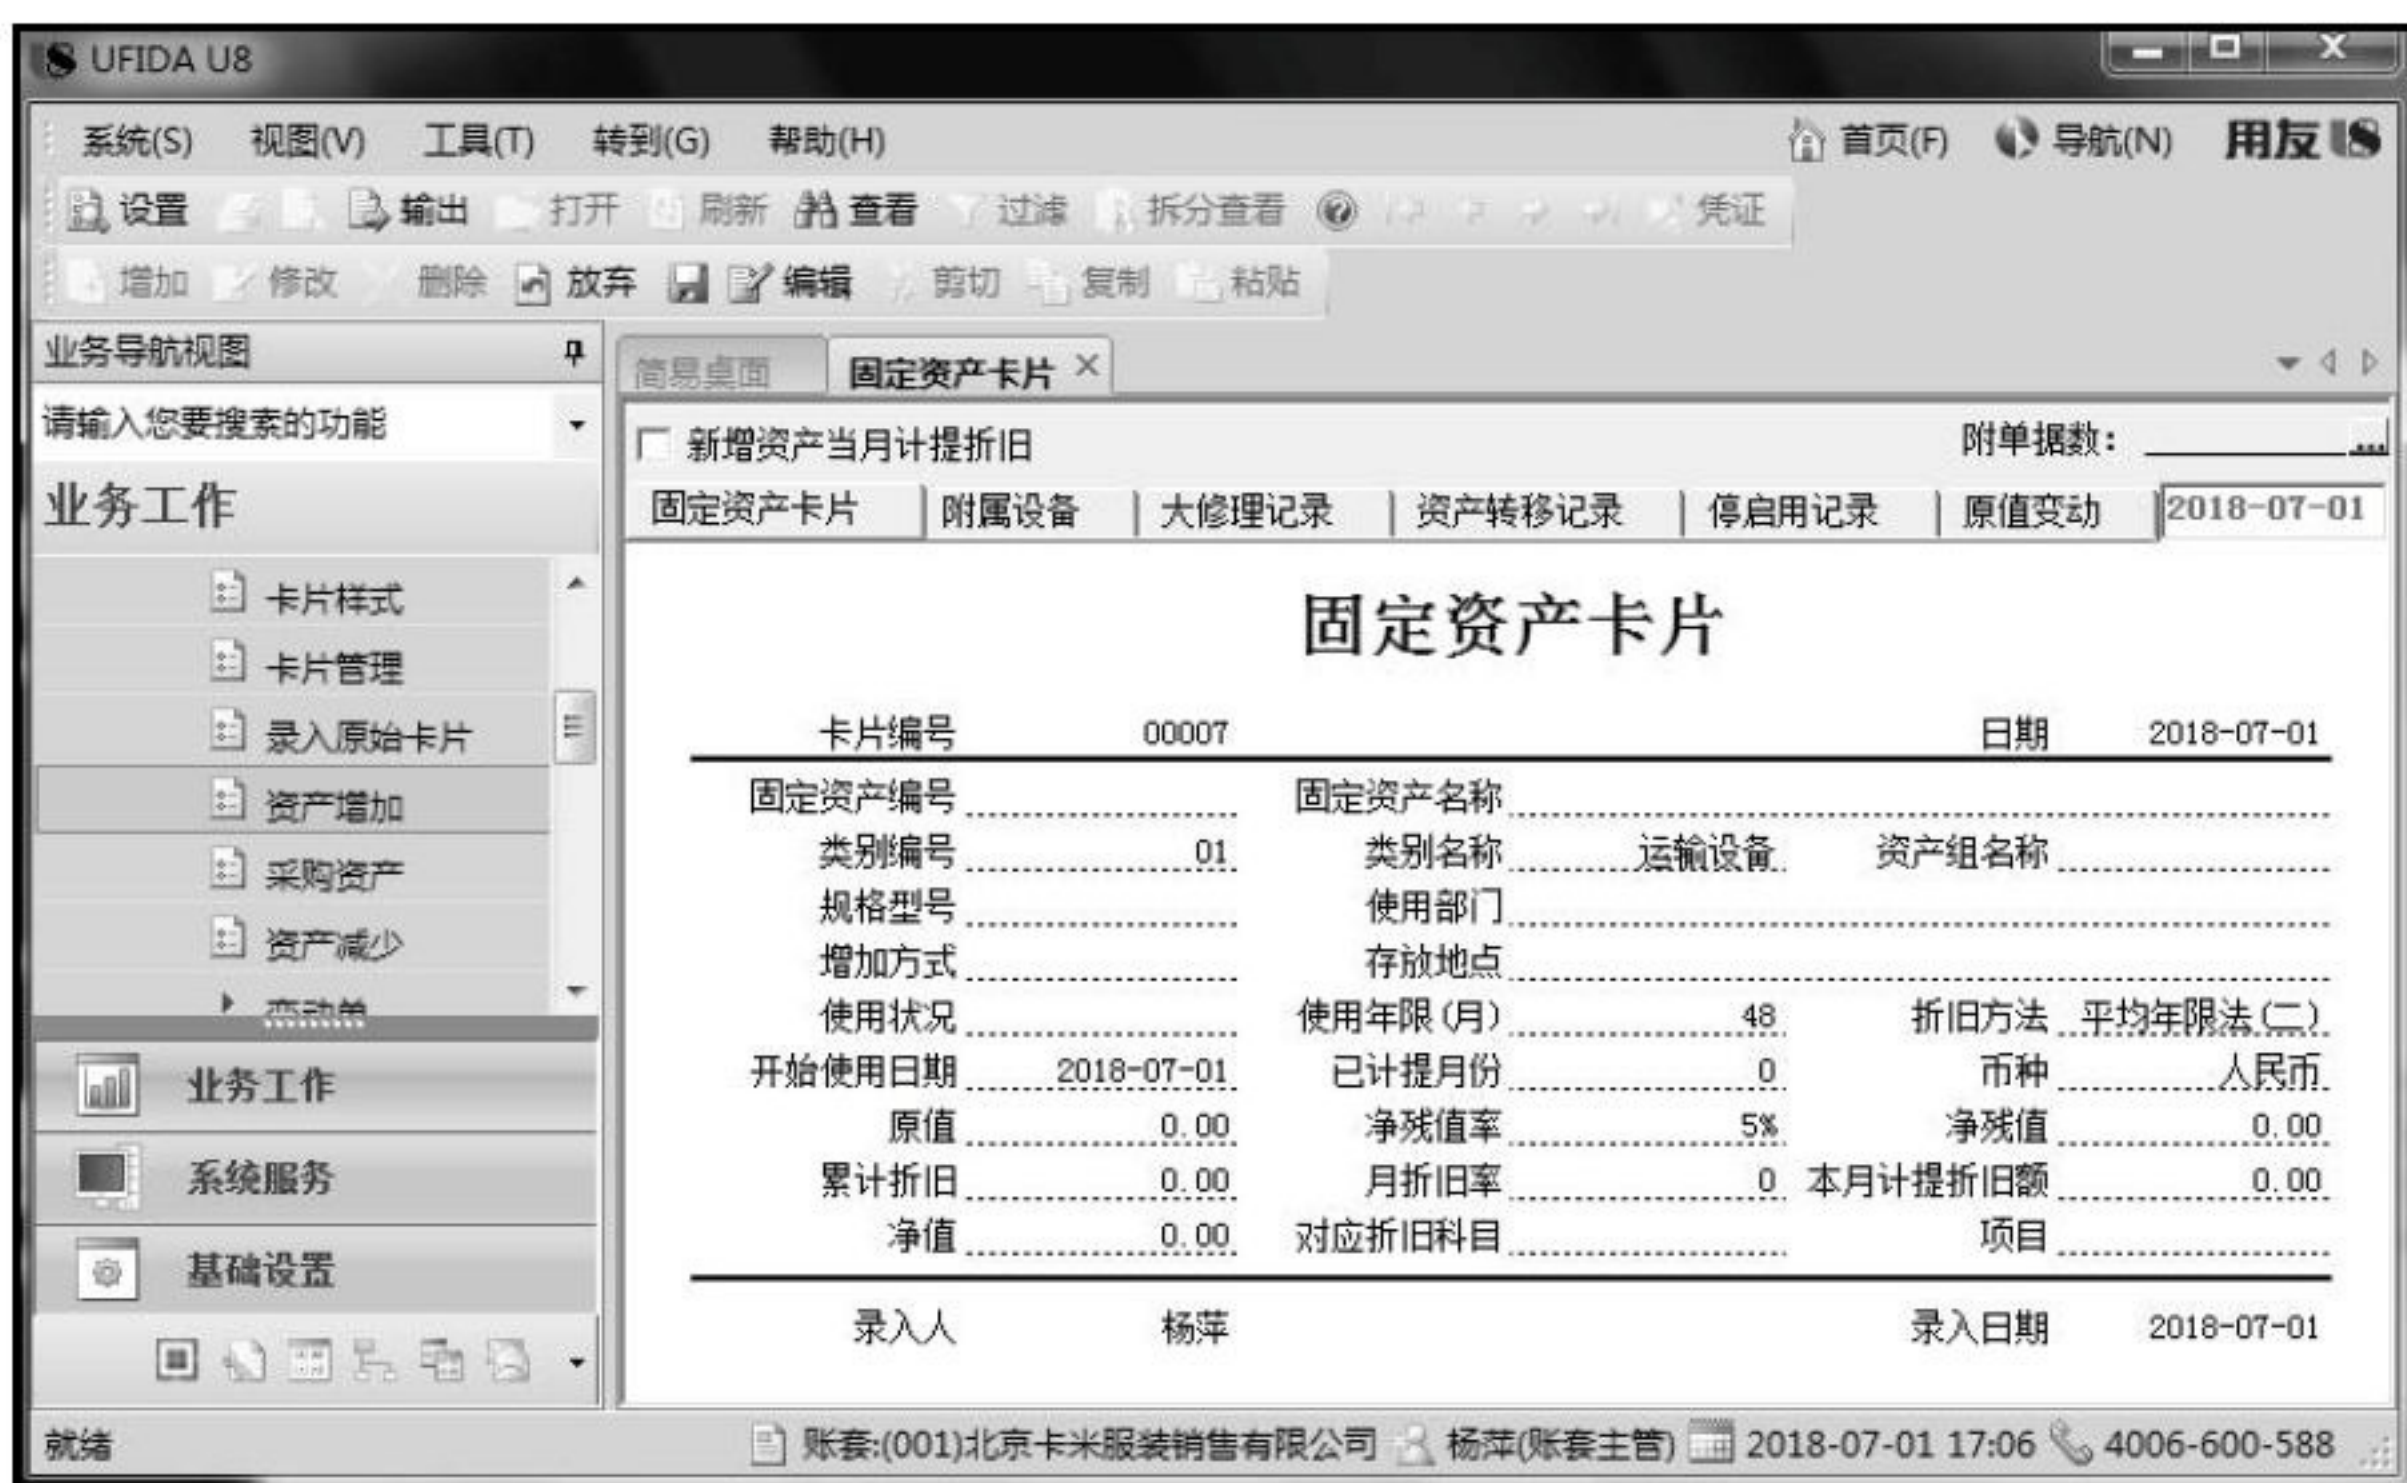 UFIDA U8
系统(S) 视图(V) 工具(T) 转到(G) 帮助(H) 首页(F) 导航(N) 用友U8
设置 输出 打开 刷新 查看 过滤 拆分查看 凭证
增加 修改 删除 放弃 编辑 剪切 复制 粘贴
业务导航视图
简易桌面 固定资产卡片
请输入您要搜索的功能
新增资产当月计提折旧 附单据数：
业务工作
固定资产卡片 附属设备 大修理记录 资产转移记录 停启用记录 原值变动 2018-07-01
卡片样式
卡片管理
录入原始卡片
资产增加
采购资产
资产减少
变动单
业务工作
系统服务
基础设置
固定资产卡片
卡片编号 00007 日期 2018-07-01
固定资产编号 固定资产名称
类别编号 01 类别名称 运输设备 资产组名称
规格型号 使用部门
增加方式 存放地点
使用状况 使用年限(月) 48 折旧方法 平均年限法(二)
开始使用日期 2018-07-01 已计提月份 0 币种 人民币
原值 0.00 净残值率 5% 净残值 0.00
累计折旧 0.00 月折旧率 0 本月计提折旧额 0.00
净值 0.00 对应折旧科目 项目
录入人 杨萍 录入日期 2018-07-01
就绪 账套:(001)北京卡米服装销售有限公司 杨萍(账套主管) 2018-07-01 17:06 4006-600-588